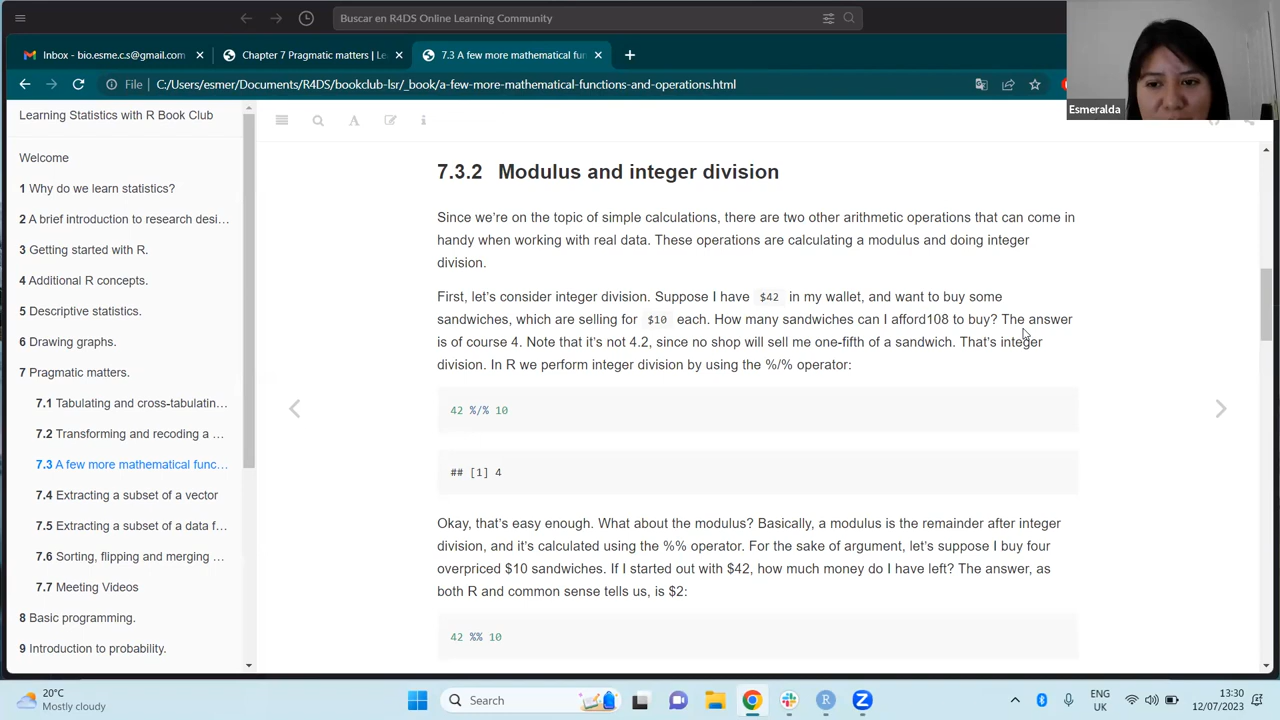 Buscar en R4DS Online Learning Community
Inbox - bio.esme.c.s@gmail.com
Chapter 7 Pragmatic matters | Le
7.3 A few more mathematical fun
File
C:/Users/esmer/Documents/R4DS/bookclub-lsr/_book/a-few-more-mathematical-functions-and-operations.html
Esmeralda
Learning Statistics with R Book Club
Welcome
1 Why do we learn statistics?
2 A brief introduction to research desi...
3 Getting started with R.
4 Additional R concepts.
5 Descriptive statistics.
6 Drawing graphs.
7 Pragmatic matters.
7.1 Tabulating and cross-tabulatin...
7.2 Transforming and recoding a ...
7.3 A few more mathematical func...
7.4 Extracting a subset of a vector
7.5 Extracting a subset of a data f...
7.6 Sorting, flipping and merging ...
7.7 Meeting Videos
8 Basic programming.
9 Introduction to probability.
7.3.2 Modulus and integer division
Since we're on the topic of simple calculations, there are two other arithmetic operations that can come in
handy when working with real data. These operations are calculating a modulus and doing integer
division.
First, let's consider integer division. Suppose I have $42 in my wallet, and want to buy some
sandwiches, which are selling for $10 each. How many sandwiches can I afford108 to buy? The answer
is of course 4. Note that it's not 4.2, since no shop will sell me one-fifth of a sandwich. That's integer
division. In R we perform integer division by using the %/% operator:
42 %/% 10
## [1] 4
Okay, that's easy enough. What about the modulus? Basically, a modulus is the remainder after integer
division, and it's calculated using the %% operator. For the sake of argument, let's suppose I buy four
overpriced $10 sandwiches. If I started out with $42, how much money do I have left? The answer, as
both R and common sense tells us, is $2:
42 %% 10
20°C
Mostly cloudy
Search
ENG
UK
13:30
12/07/2023